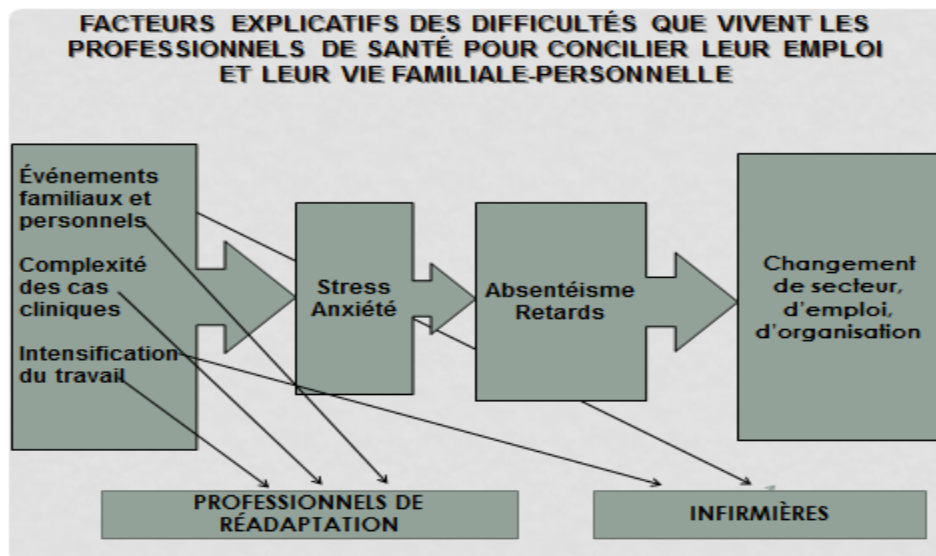 FACTEURS EXPLICATIFS DES DIFFICULTÉS QUE VIVENT LES
PROFESSIONNELS DE SANTÉ POUR CONCILIER LEUR EMPLOI
ET LEUR VIE FAMILIALE-PERSONNELLE
Événements
familiaux et
personnels
Complexité
des cas
cliniques
Intensification
du travail
Stress
Anxiété
Absentéisme
Retards
Changement
de secteur,
d'emploi,
d'organisation
PROFESSIONNELS DE
RÉADAPTATION
INFIRMIÈRES